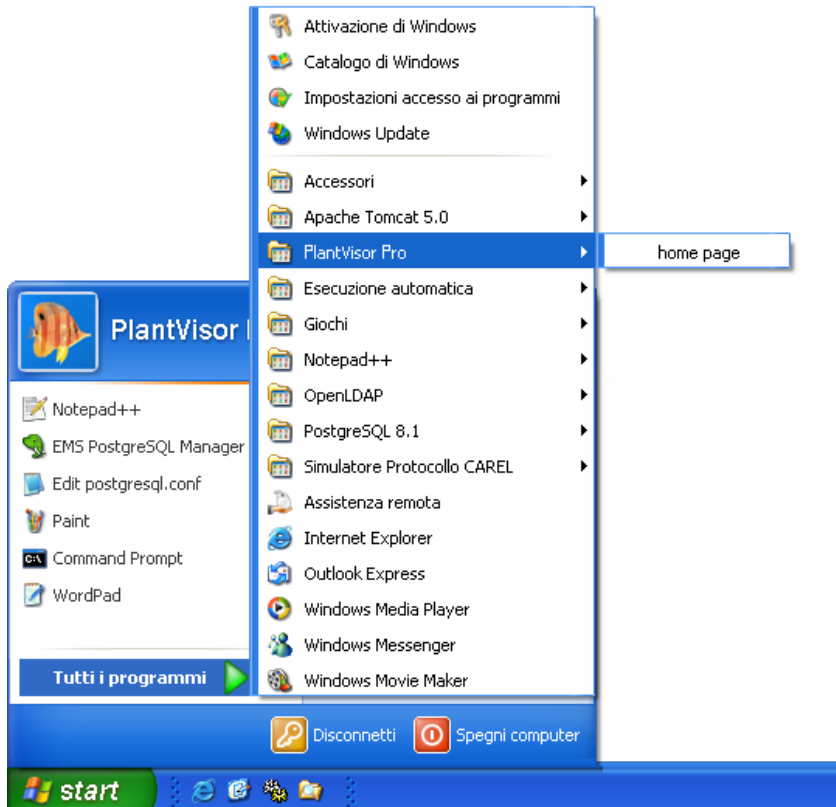 Attivazione di Windows
Catalogo di Windows
Impostazioni accesso ai programmi
Windows Update
Accessori
Apache Tomcat 5.0
PlantVisor Pro
home page
Esecuzione automatica
Giochi
Notepad++
OpenLDAP
PostgreSQL 8.1
Simulatore Protocollo CAREL
Assistenza remota
Internet Explorer
Outlook Express
Windows Media Player
Windows Messenger
Windows Movie Maker
PlantVisor
Notepad++
EMS PostgreSQL Manager
Edit postgresql.conf
Paint
Command Prompt
WordPad
Tutti i programmi
Disconnetti
Spegni computer
start